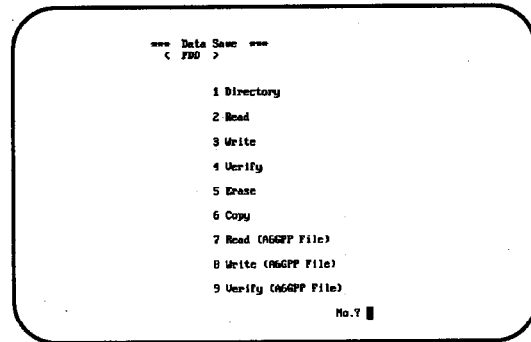 *** Data Save ***
< FDD >
1 Directory
2 Read
3 Write
4 Verify
5 Erase
6 Copy
7 Read (A6GPP File)
8 Write (A6GPP File)
9 Verify (A6GPP File)
No.?